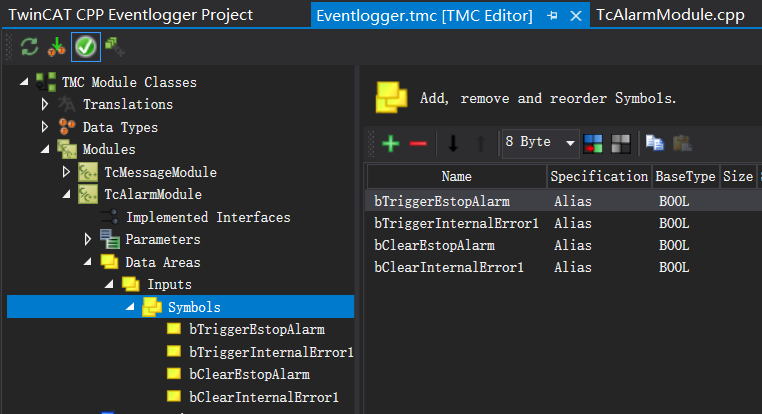 TwinCAT CPP Eventlogger Project
Eventlogger.tmc [TMC Editor]
TcAlarmModule.cpp
TMC Module Classes
Translations
Data Types
Modules
TcMessageModule
TcAlarmModule
Implemented Interfaces
Parameters
Data Areas
Inputs
Symbols
bTriggerEstopAlarm
bTriggerInternalError1
bClearEstopAlarm
bClearInternalError1
Add, remove and reorder Symbols.
8 Byte
Name Specification BaseType Size
bTriggerEstopAlarm Alias BOOL
bTriggerInternalError1 Alias BOOL
bClearEstopAlarm Alias BOOL
bClearInternalError1 Alias BOOL